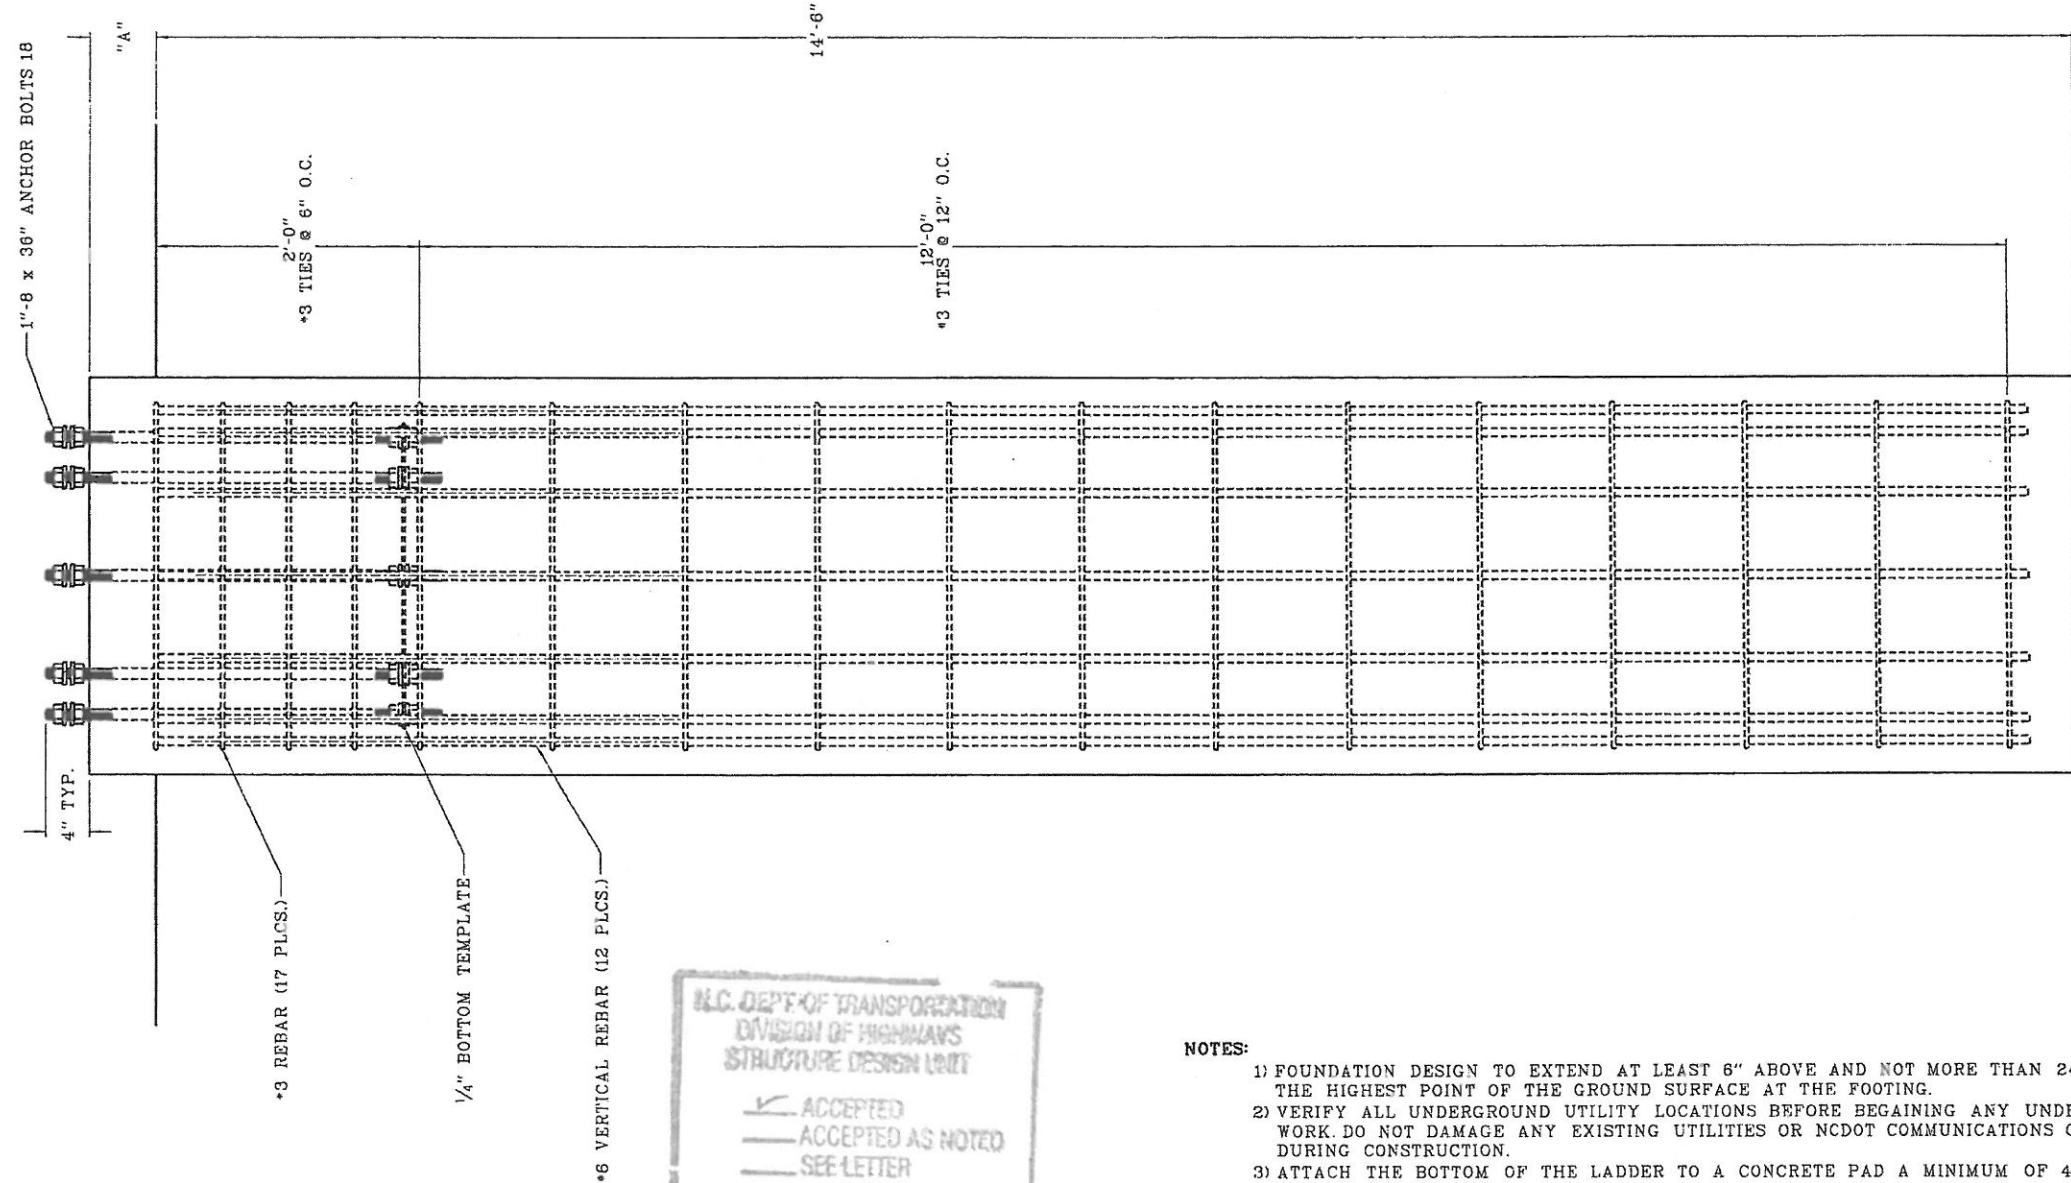 1"-8 x 36" ANCHOR BOLTS 18
"A"
14'-6"
2'-0"
*3 TIES @ 6" O.C.
12'-0"
*3 TIES @ 12" O.C.
4" TYP.
*3 REBAR (17 PLCS.)
1/4" BOTTOM TEMPLATE
*6 VERTICAL REBAR (12 PLCS.)
N.C. DEPT. OF TRANSPORTATION
DIVISION OF HIGHWAYS
STRUCTURE DESIGN UNIT
ACCEPTED
ACCEPTED AS NOTED
SEE LETTER
NOTES:
1) FOUNDATION DESIGN TO EXTEND AT LEAST 6" ABOVE AND NOT MORE THAN
THE HIGHEST POINT OF THE GROUND SURFACE AT THE FOOTING.
2) VERIFY ALL UNDERGROUND UTILITY LOCATIONS BEFORE BEGAINING ANY
WORK. DO NOT DAMAGE ANY EXISTING UTILITIES OR NCDOT COMMUNICATIONS
DURING CONSTRUCTION.
3) ATTACH THE BOTTOM OF THE LADDER TO A CONCRETE PAD A MINIMUM OF